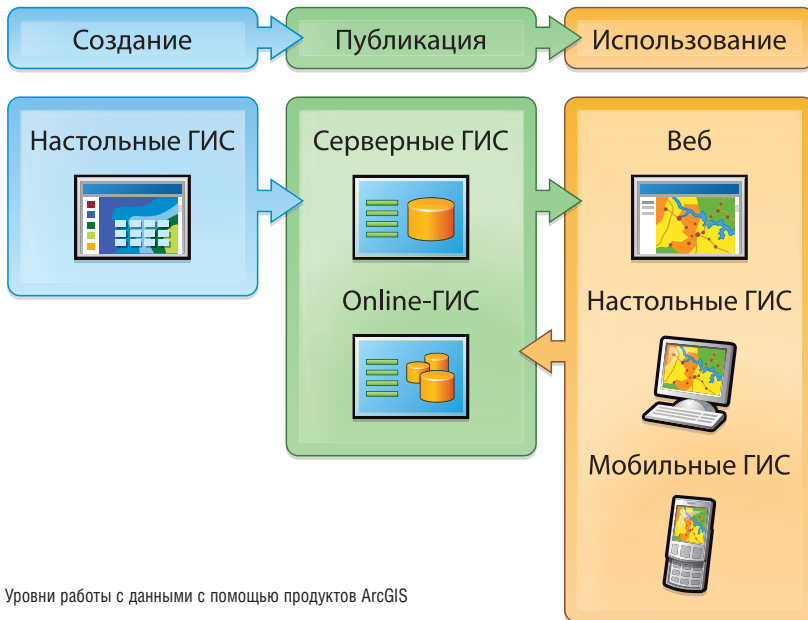 Создание
Публикация
Использование
Настольные ГИС
Серверные ГИС
Online-ГИС
Веб
Настольные ГИС
Мобильные ГИС
Уровни работы с данными с помощью продуктов ArcGIS